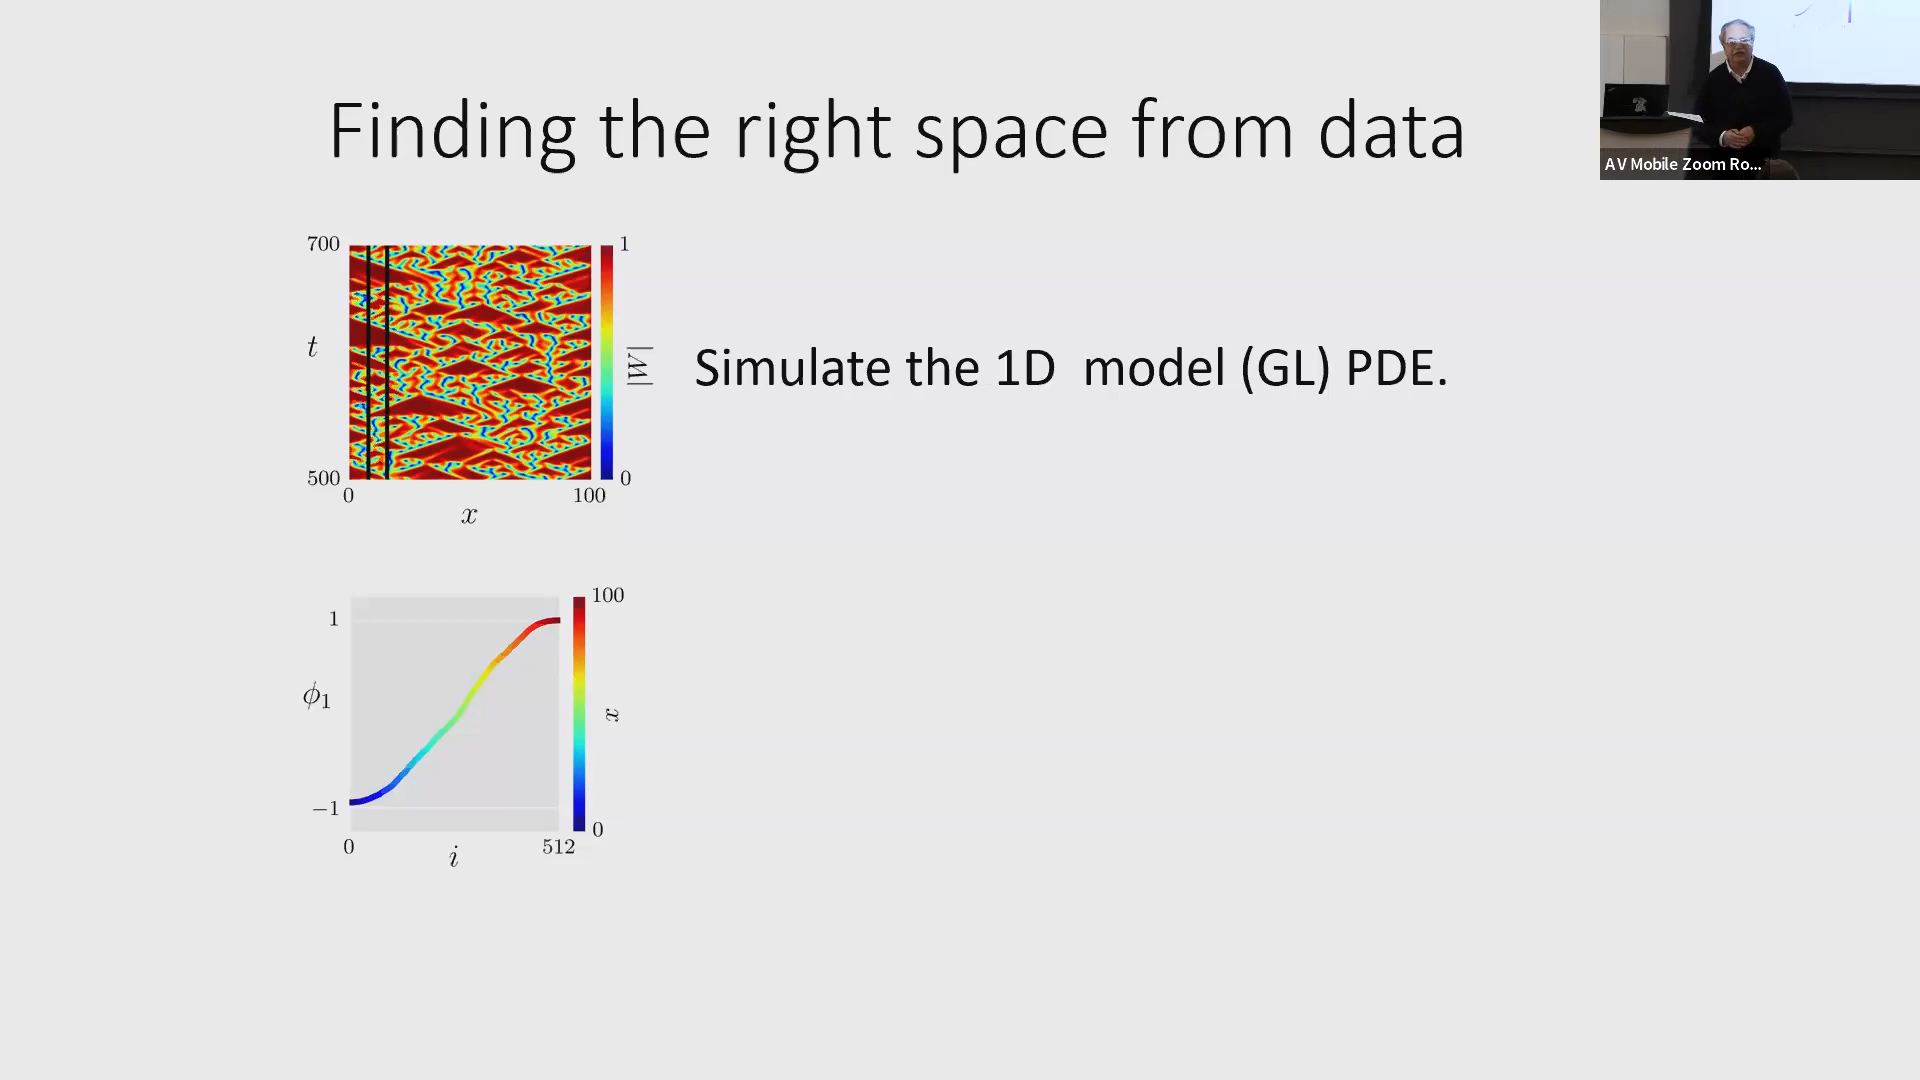 Finding the right space from data
AV Mobile Zoom Ro...
700
1
t
|W|
500
0
0
100
x
Simulate the 1D  model (GL) PDE.
100
1
ϕ₁
x
−1
0
0
512
i